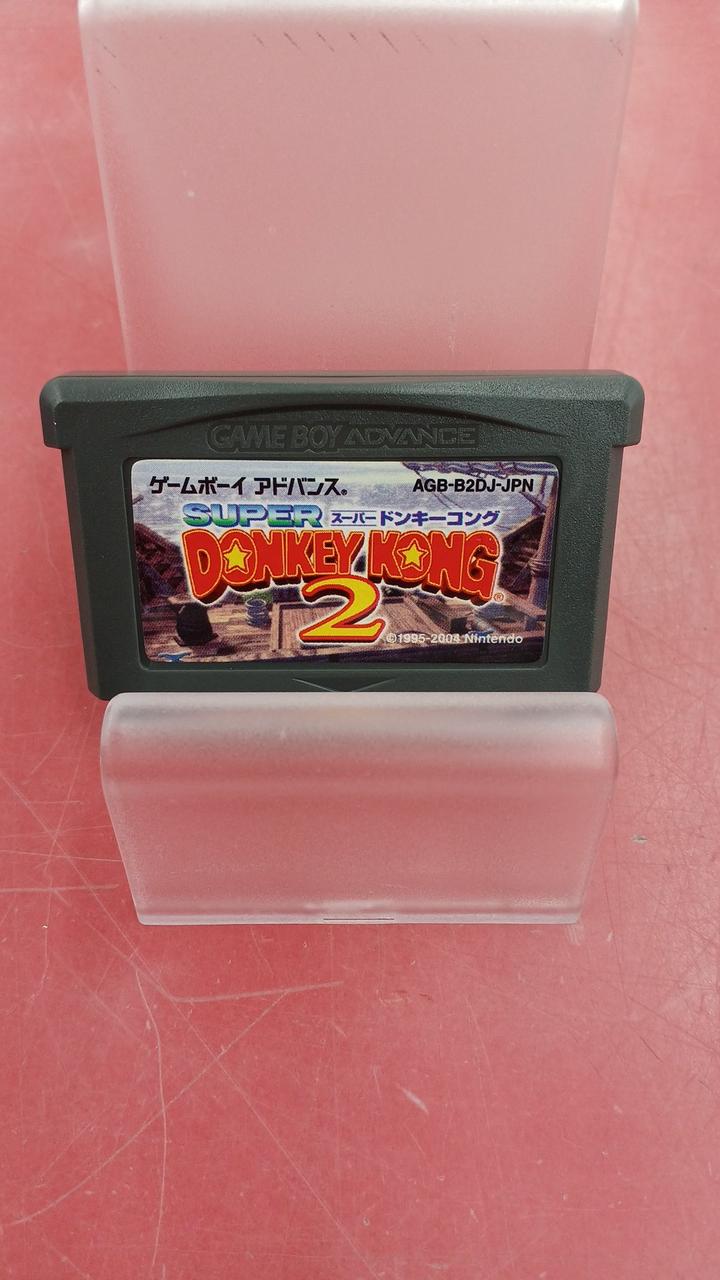 GAME BOY ADVANCE
ゲームボーイ アドバンス® AGB-B2DJ-JPN
SUPER スーパードンキーコング
DONKEY KONG®
2
©1995-2004 Nintendo